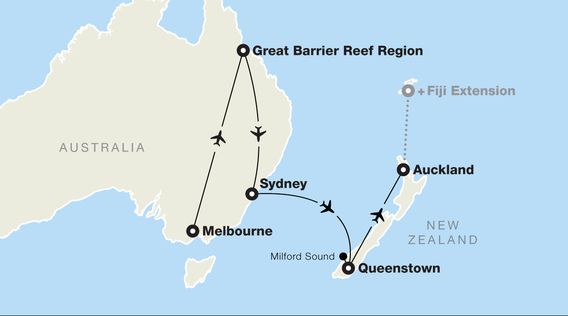 Great Barrier Reef Region
+ Fiji Extension
AUSTRALIA
Auckland
Sydney
Melbourne
NEW
ZEALAND
Milford Sound
Queenstown